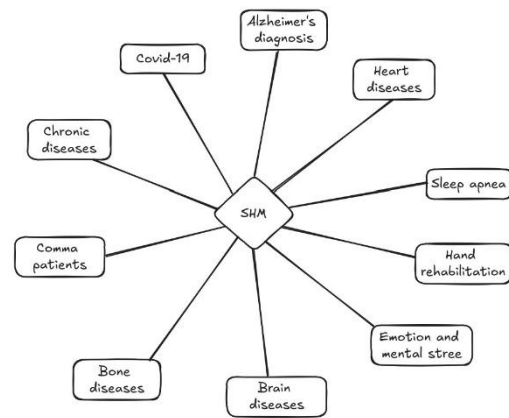 Alzheimer's
diagnosis
Covid-19
Heart
diseases
Chronic
diseases
Sleep apnea
SHM
Comma
patients
Hand
rehabilitation
Emotion and
mental stree
Bone
diseases
Brain
diseases